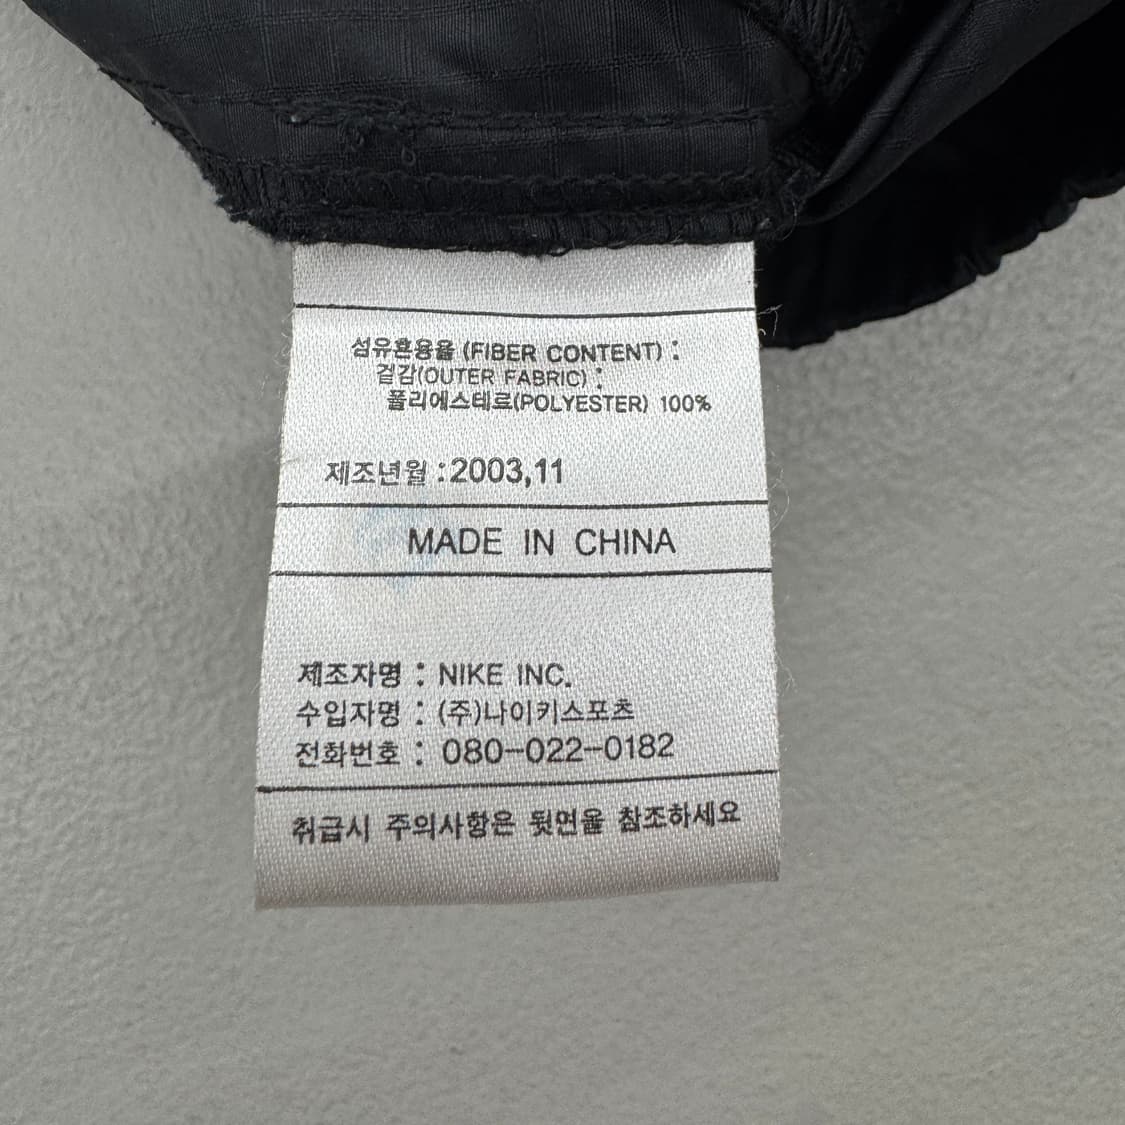 섬유혼용율 (FIBER CONTENT) :
겉감(OUTER FABRIC) :
폴리에스테르(POLYESTER) 100%
제조년월 :2003,11
MADE IN CHINA
제조자명 : NIKE INC.
수입자명 : (주)나이키스포츠
전화번호 : 080-022-0182
취급시 주의사항은 뒷면을 참조하세요